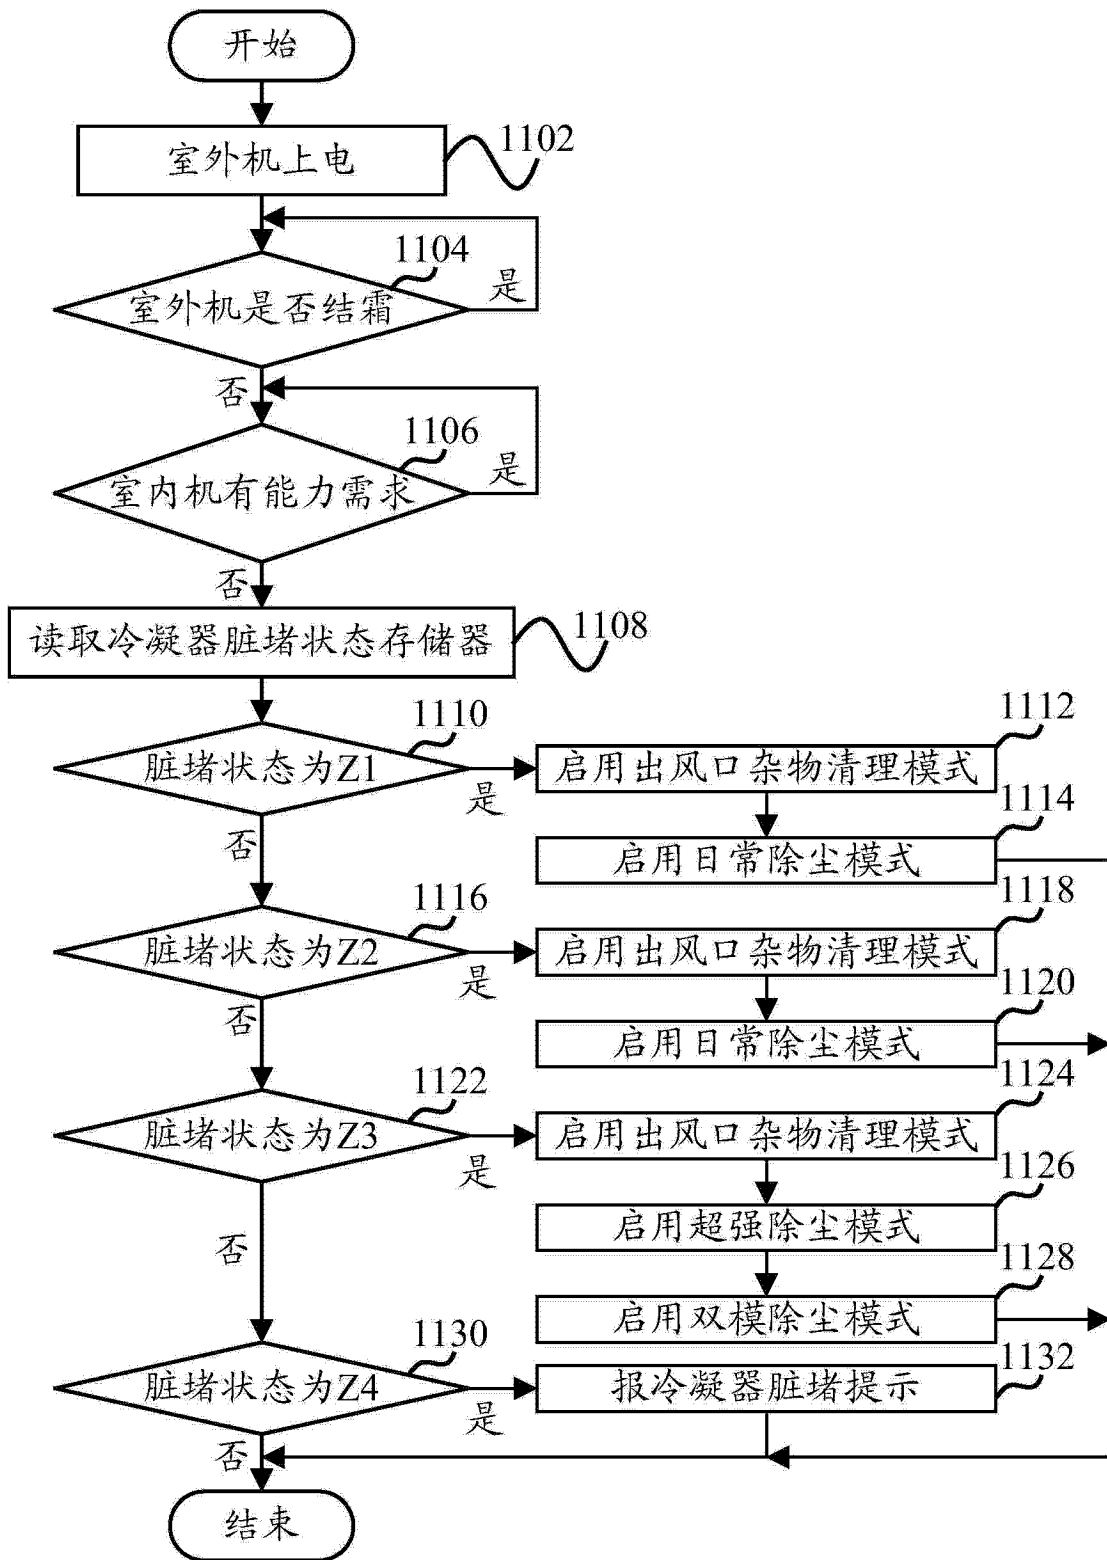 开始
室外机上电
1102
1104
室外机是否结霜
是
否
1106
室内机有能力需求
是
否
读取冷凝器脏堵状态存储器
1108
1110
脏堵状态为Z1
是
否
1112
启用出风口杂物清理模式
1114
启用日常除尘模式
1116
脏堵状态为Z2
是
否
1118
启用出风口杂物清理模式
1120
启用日常除尘模式
1122
脏堵状态为Z3
是
否
1124
启用出风口杂物清理模式
1126
启用超强除尘模式
1128
启用双模除尘模式
1130
脏堵状态为Z4
是
否
1132
报冷凝器脏堵提示
结束